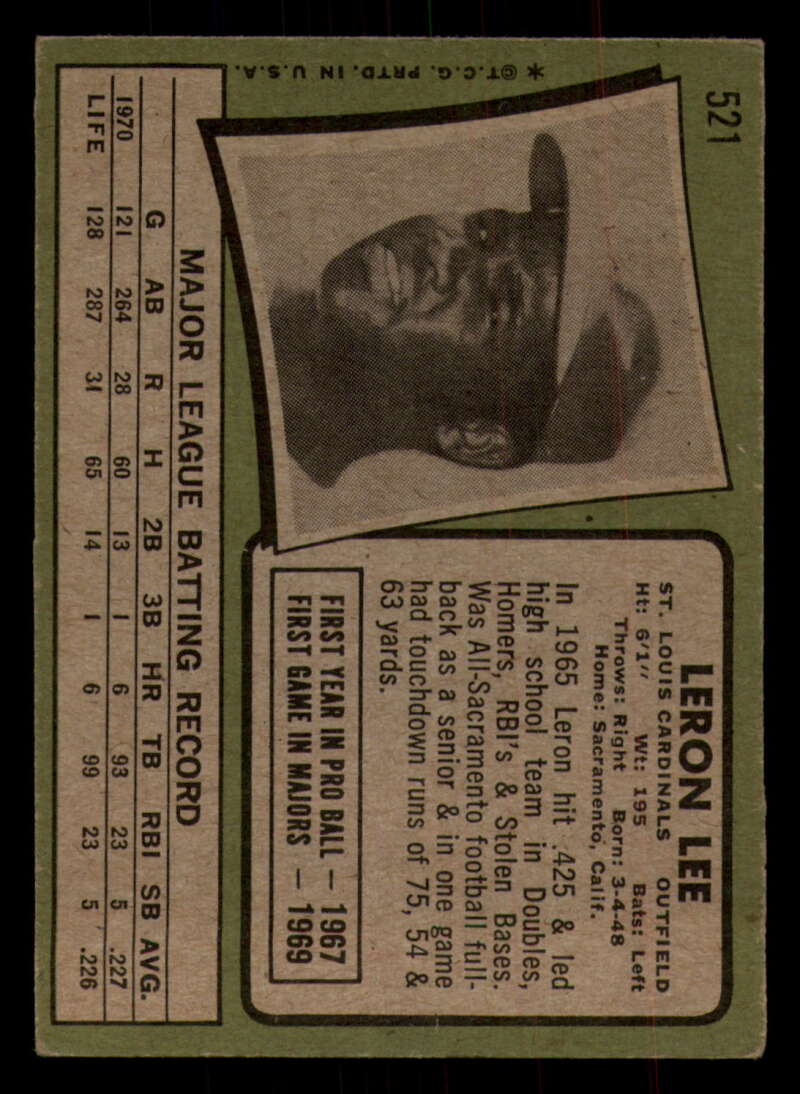 521
LERON LEE
ST. LOUIS CARDINALS OUTFIELD
Ht: 6'1" Wt: 195 Bats: Left
Throws: Right Born: 3-4-48
Home: Sacramento, Calif.
In 1965 Leron hit .425 & led
high school team in Doubles,
Homers, RBI's & Stolen Bases.
Was All-Sacramento football full-
back as a senior & in one game
had touchdown runs of 75, 54 &
63 yards.
FIRST YEAR IN PRO BALL — 1967
FIRST GAME IN MAJORS — 1969
* ©T.C.G. PRTD. IN U.S.A.
MAJOR LEAGUE BATTING RECORD
G AB R H 2B 3B HR TB RBI SB AVG.
1970 121 264 28 60 13 1 6 93 23 5 .227
LIFE 128 287 31 65 14 1 6 99 23 5 .226